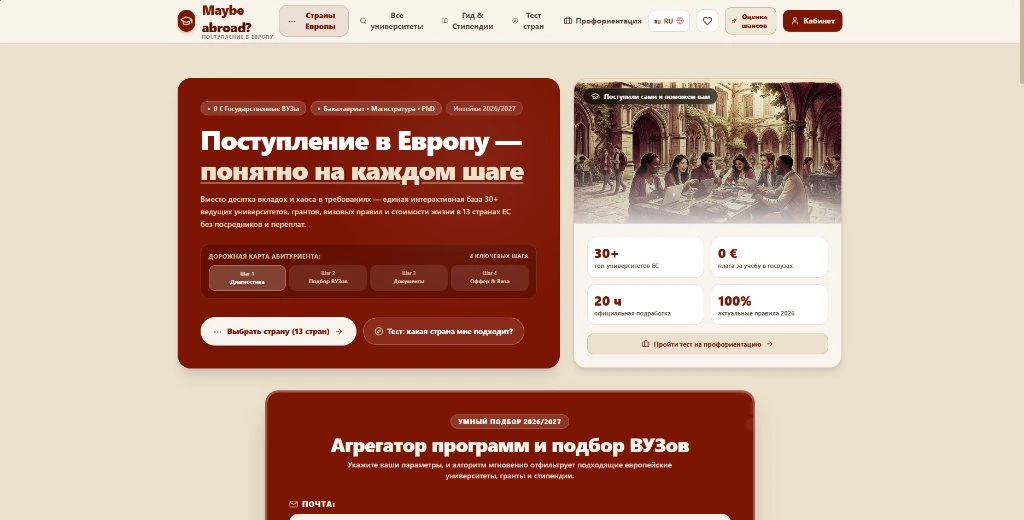 Maybe
abroad?
ПОСТУПЛЕНИЕ В ЕВРОПУ
Страны
Европы
Все
университеты
Гид &
Стипендии
Тест
стран
Профориентация
RU RU
Оценка
шансов
Кабинет
• 0 € Государственные ВУЗы
• Бакалавриат • Магистратура • PhD
Интейки 2026/2027
Поступление в Европу —
понятно на каждом шаге
Вместо десятка вкладок и хаоса в требованиях — единая интерактивная база 30+
ведущих университетов, грантов, визовых правил и стоимости жизни в 13 странах ЕС
без посредников и переплат.
ДОРОЖНАЯ КАРТА АБИТУРИЕНТА:
4 КЛЮЧЕВЫХ ШАГА
Шаг 1
Диагностика
Шаг 2
Подбор ВУЗов
Шаг 3
Документы
Шаг 4
Оффер & Виза
Выбрать страну (13 стран) →
Тест: какая страна мне подходит?
Поступили сами и поможем вам
30+
топ-университетов ЕС
0 €
плата за учебу в госвузах
20 ч
официальная подработка
100%
актуальные правила 2026
Пройти тест на профориентацию →
УМНЫЙ ПОДБОР 2026/2027
Агрегатор программ и подбор ВУЗов
Укажите ваши параметры, и алгоритм мгновенно отфильтрует подходящие европейские
университеты, гранты и стипендии.
ПОЧТА: